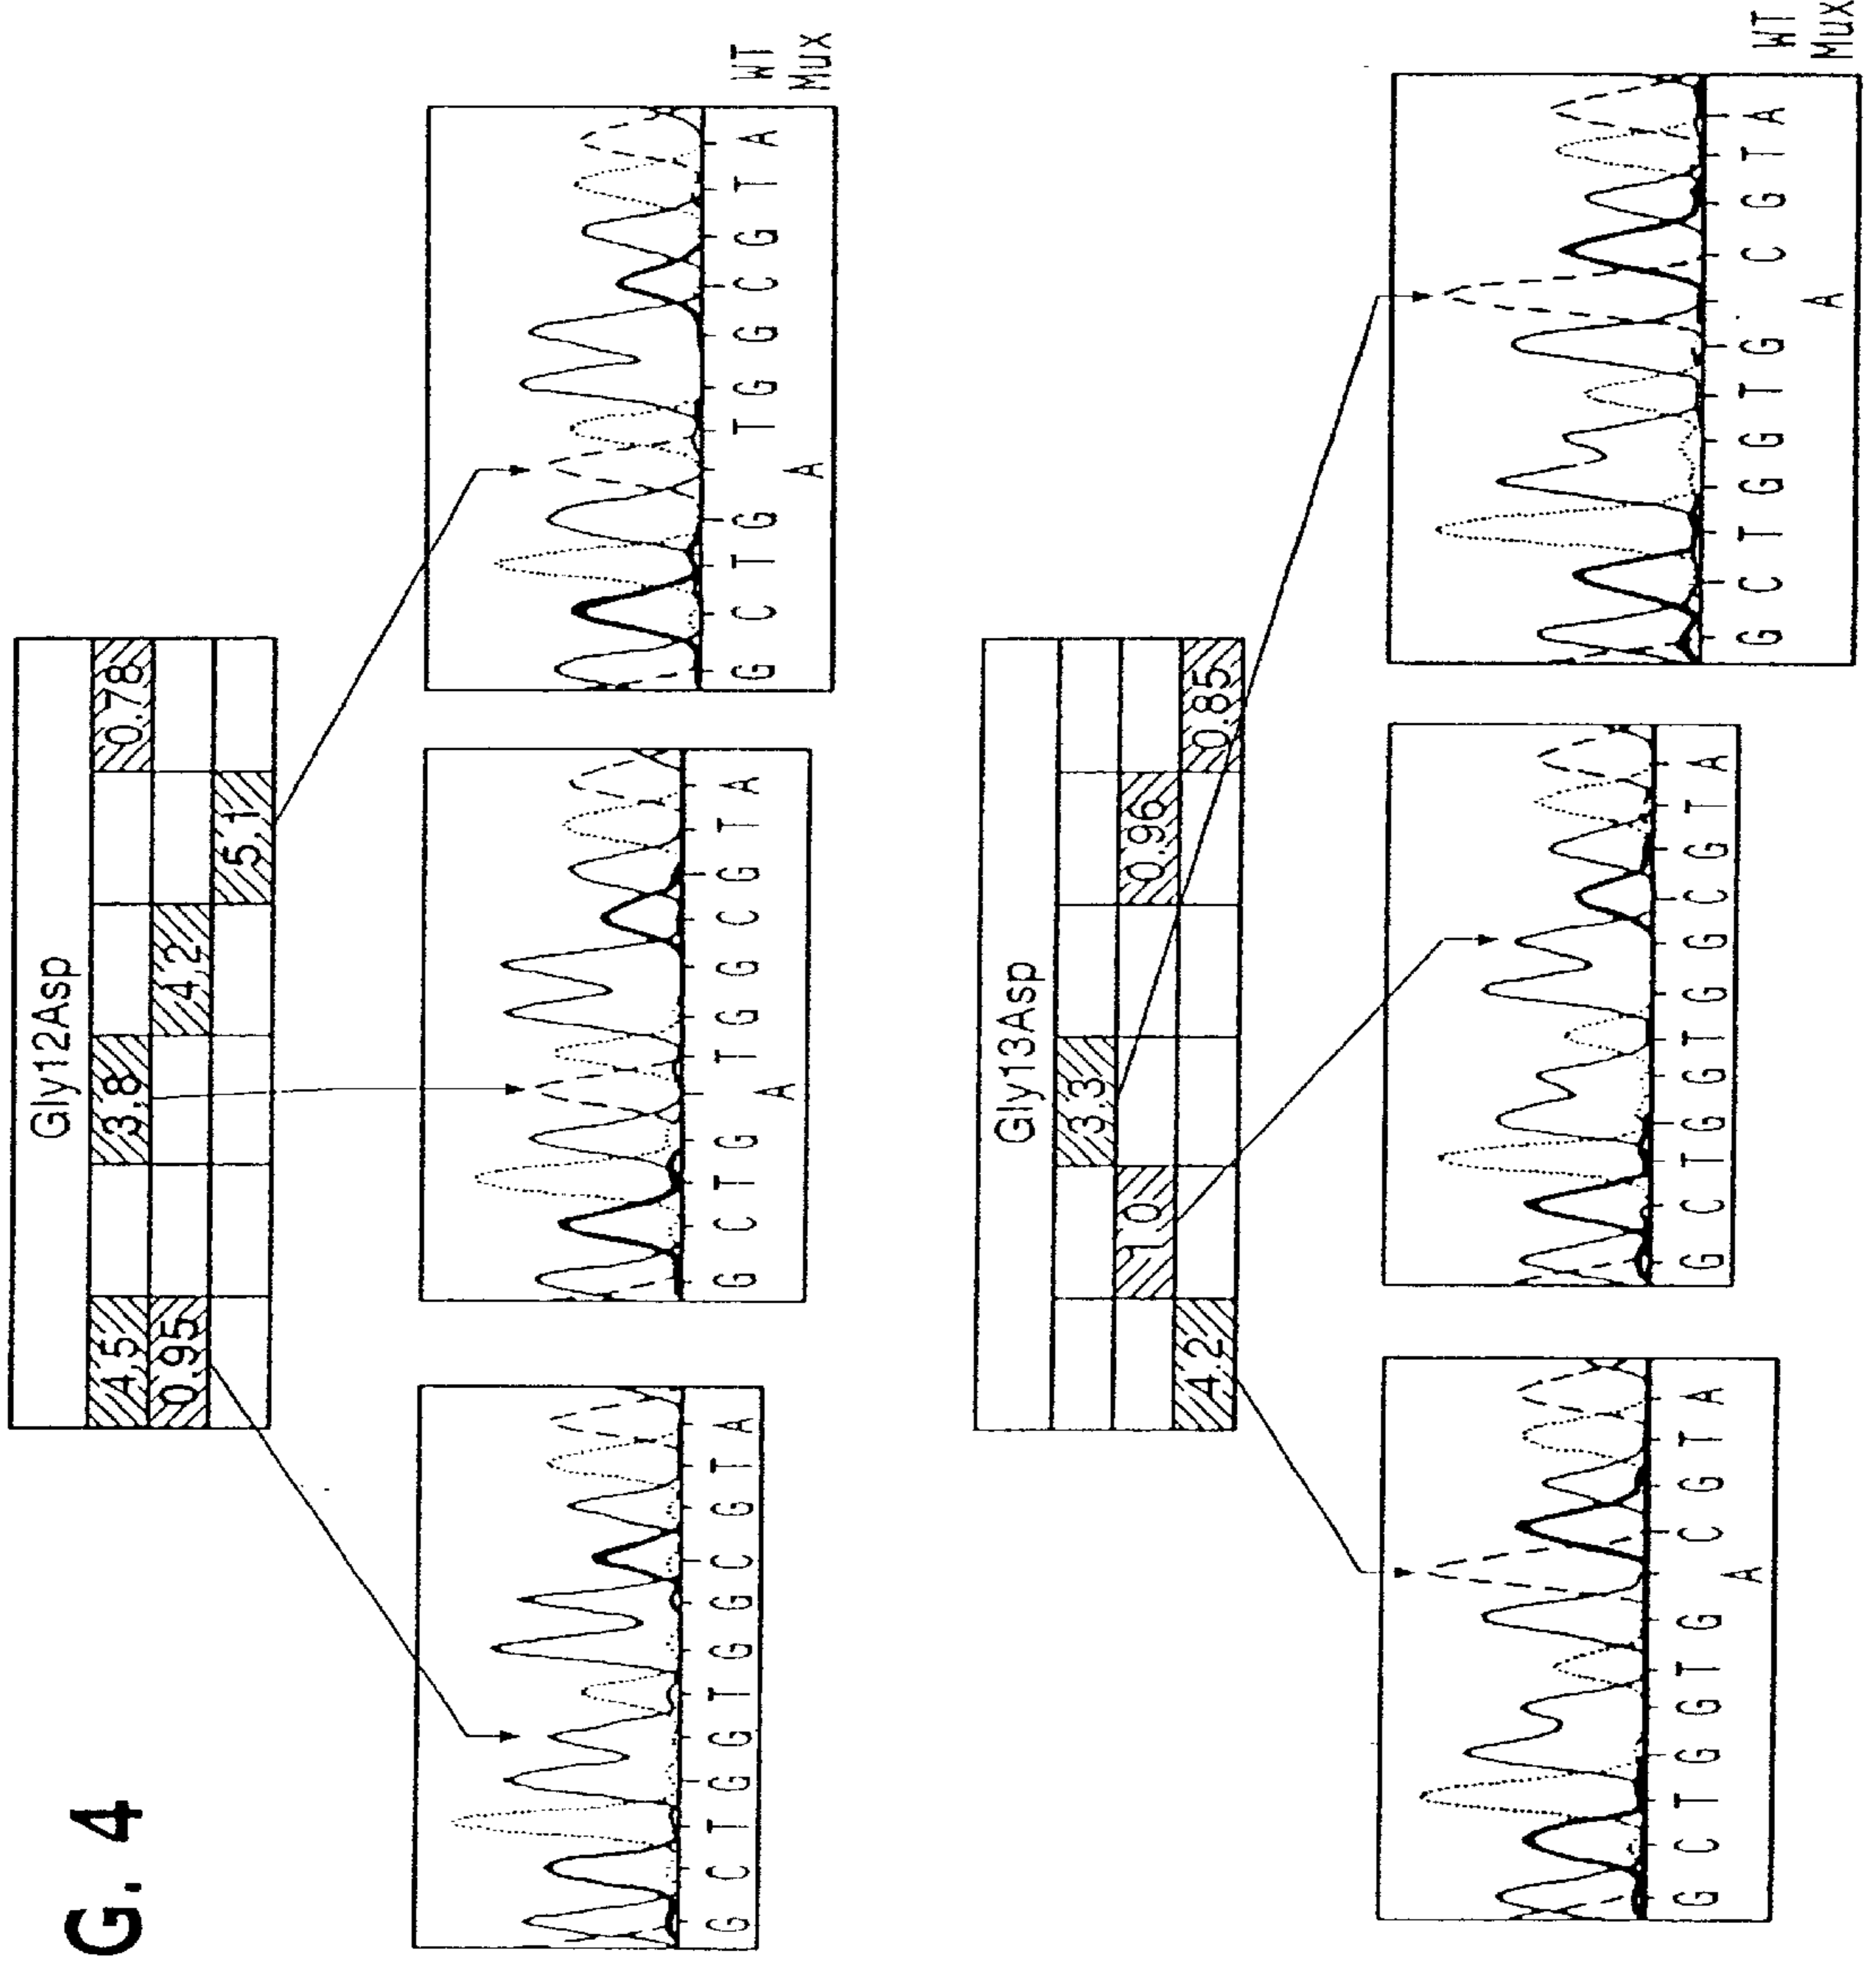 G. 4
Gly12Asp
4.5 3.8 0.78
0.95 4.2
5.1
G C T G G T G G C G T A
G C T G T G G C G T A
A
G C T G T G G C G T A WT
A Mux
Gly13Asp
3.3
1.0 0.96
4.2 0.85
G C T G G T G C G T A
A
G C T G G T G G C G T A
G C T G G T G C G T A WT
A Mux